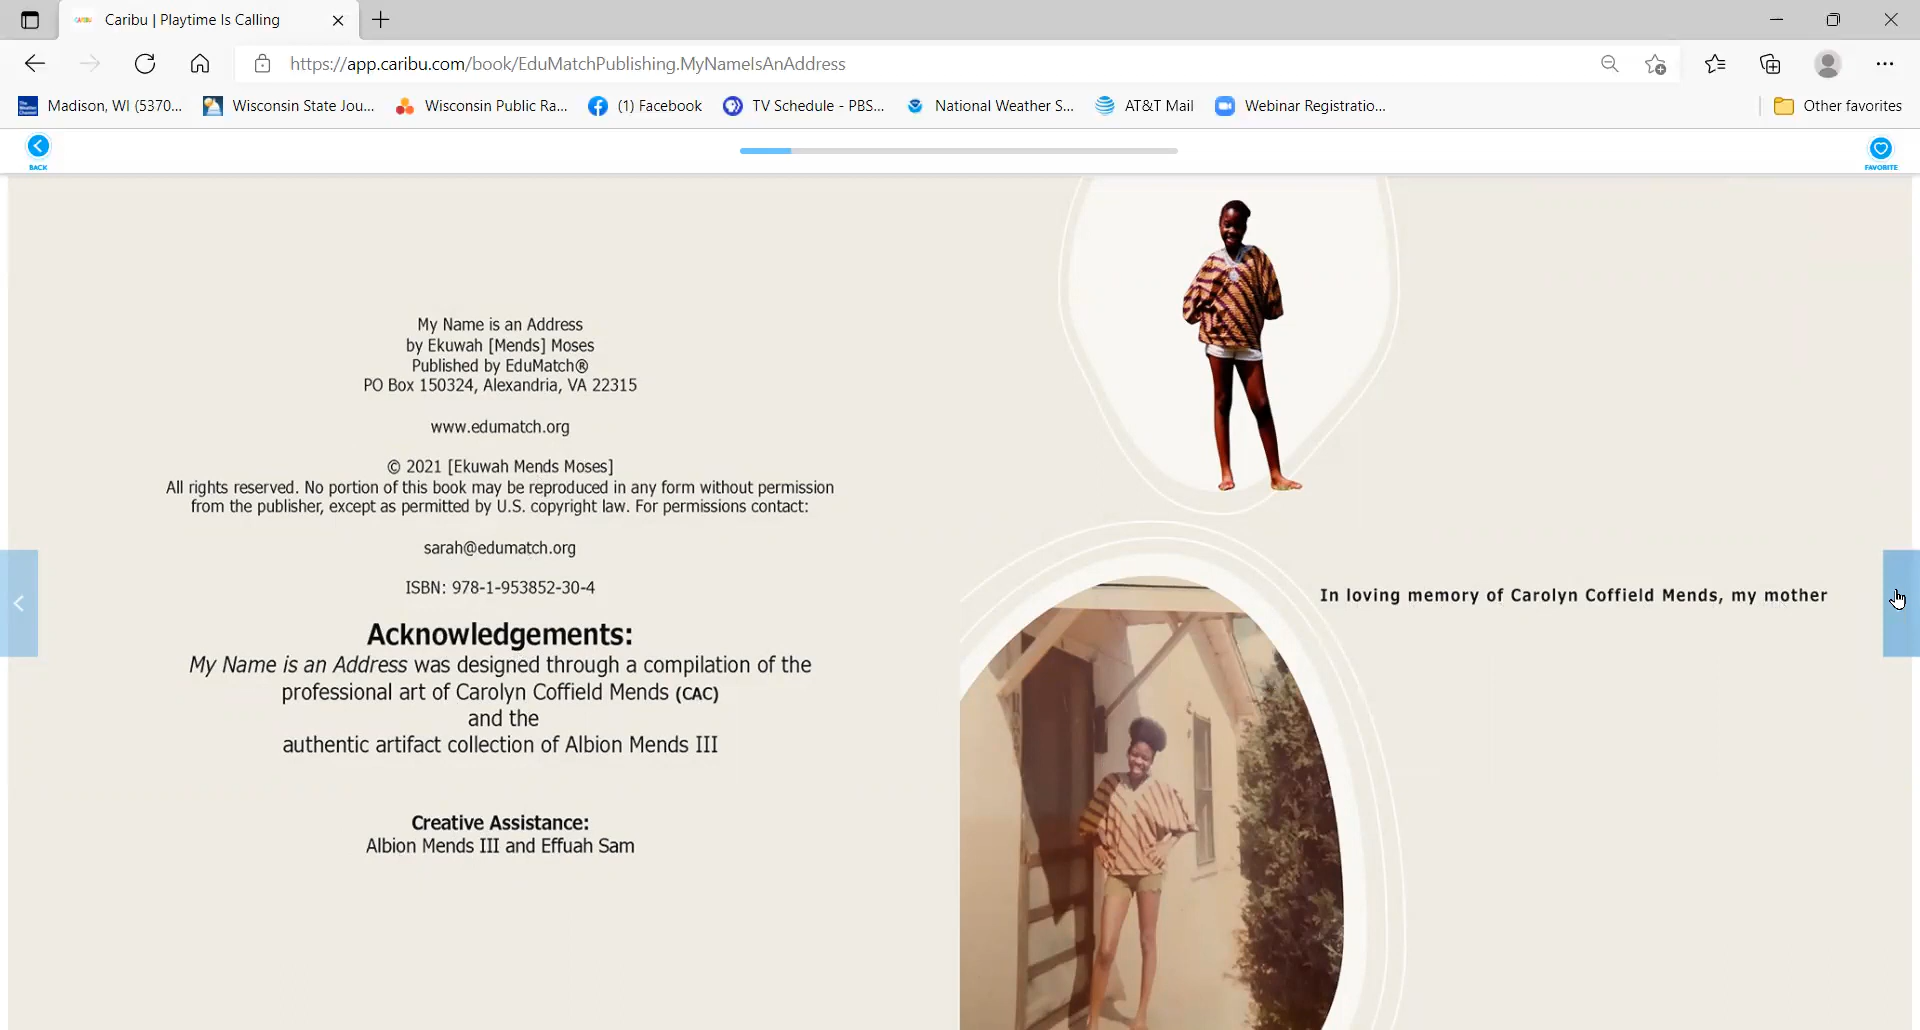 CARIBU
Caribu | Playtime Is Calling
https://app.caribu.com/book/EduMatchPublishing.MyNameIsAnAddress
The Weather Channel
Madison, WI (5370...
Wisconsin State Jou...
Wisconsin Public Ra...
(1) Facebook
TV Schedule - PBS...
National Weather S...
AT&T Mail
Webinar Registratio...
Other favorites
BACK
FAVORITE
My Name is an Address
by Ekuwah [Mends] Moses
Published by EduMatch®
PO Box 150324, Alexandria, VA 22315
www.edumatch.org
© 2021 [Ekuwah Mends Moses]
All rights reserved. No portion of this book may be reproduced in any form without permission
from the publisher, except as permitted by U.S. copyright law. For permissions contact:
sarah@edumatch.org
ISBN: 978-1-953852-30-4
Acknowledgements:
My Name is an Address was designed through a compilation of the
professional art of Carolyn Coffield Mends (CAC)
and the
authentic artifact collection of Albion Mends III
Creative Assistance:
Albion Mends III and Effuah Sam
In loving memory of Carolyn Coffield Mends, my mother